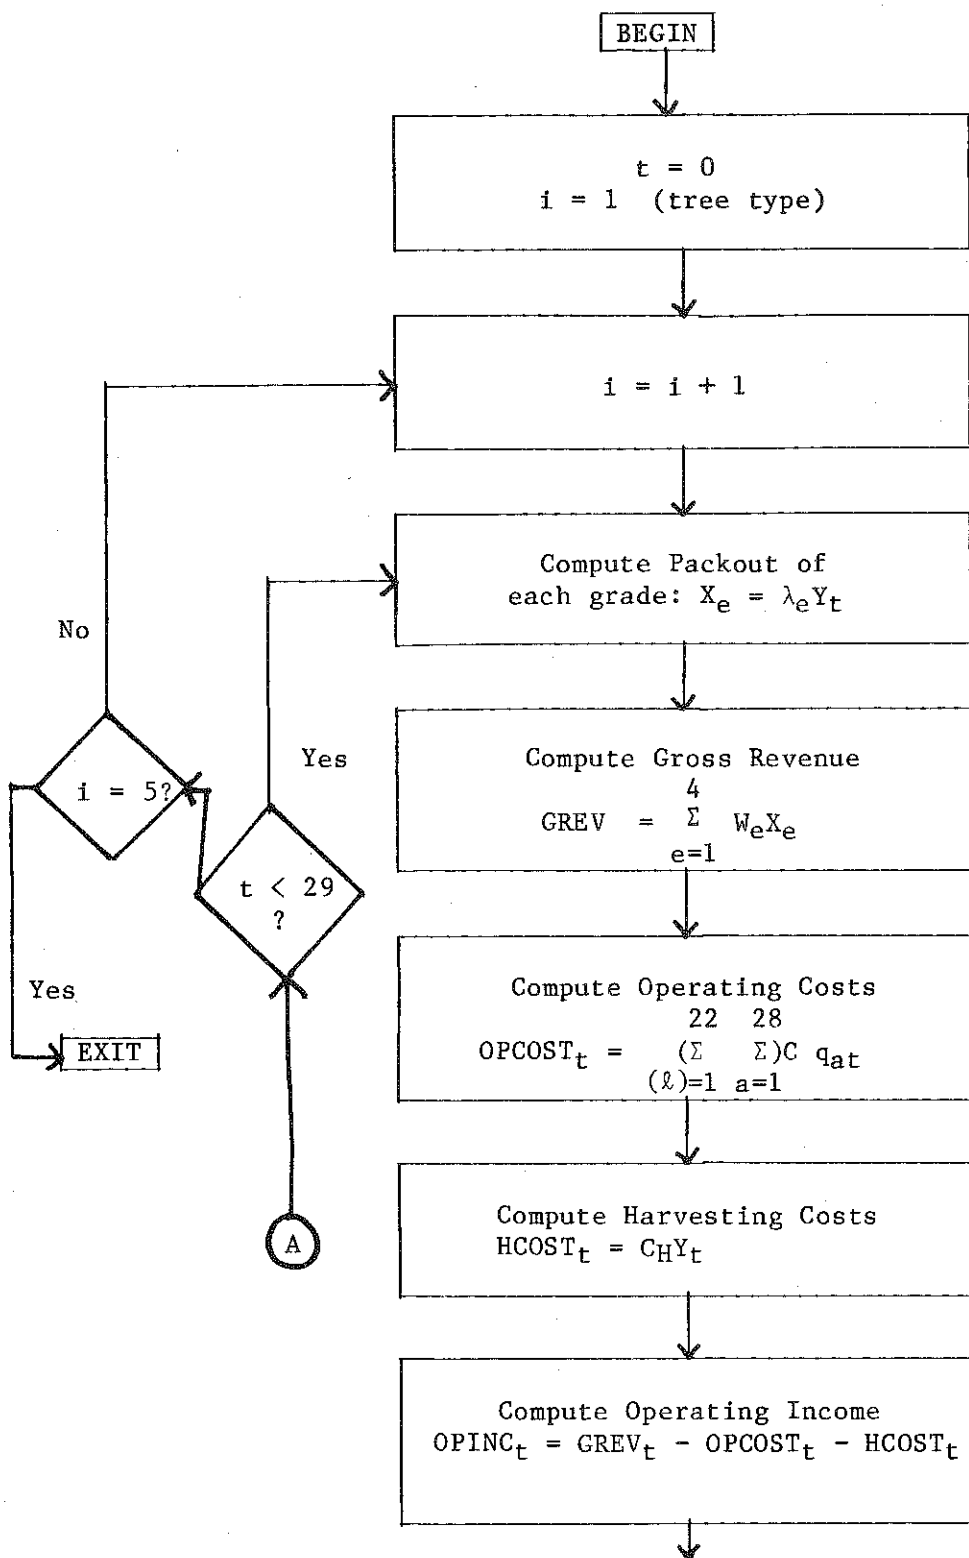 BEGIN
t = 0
i = 1 (tree type)
i = i + 1
Compute Packout of
each grade: Xe = λeYt
No
Compute Gross Revenue
4
GREV = Σ WeXe
e=1
i = 5?
Yes
t < 29
?
Compute Operating Costs
22 28
OPCOSTt = (Σ Σ)C qat
(ℓ)=1 a=1
Yes
EXIT
Compute Harvesting Costs
HCOSTt = CHYt
A
Compute Operating Income
OPINCt = GREVt - OPCOSTt - HCOSTt